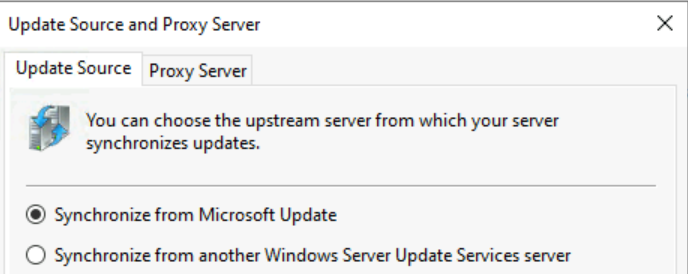 Update Source and Proxy Server
Update Source
Proxy Server
You can choose the upstream server from which your server
synchronizes updates.
Synchronize from Microsoft Update
Synchronize from another Windows Server Update Services server